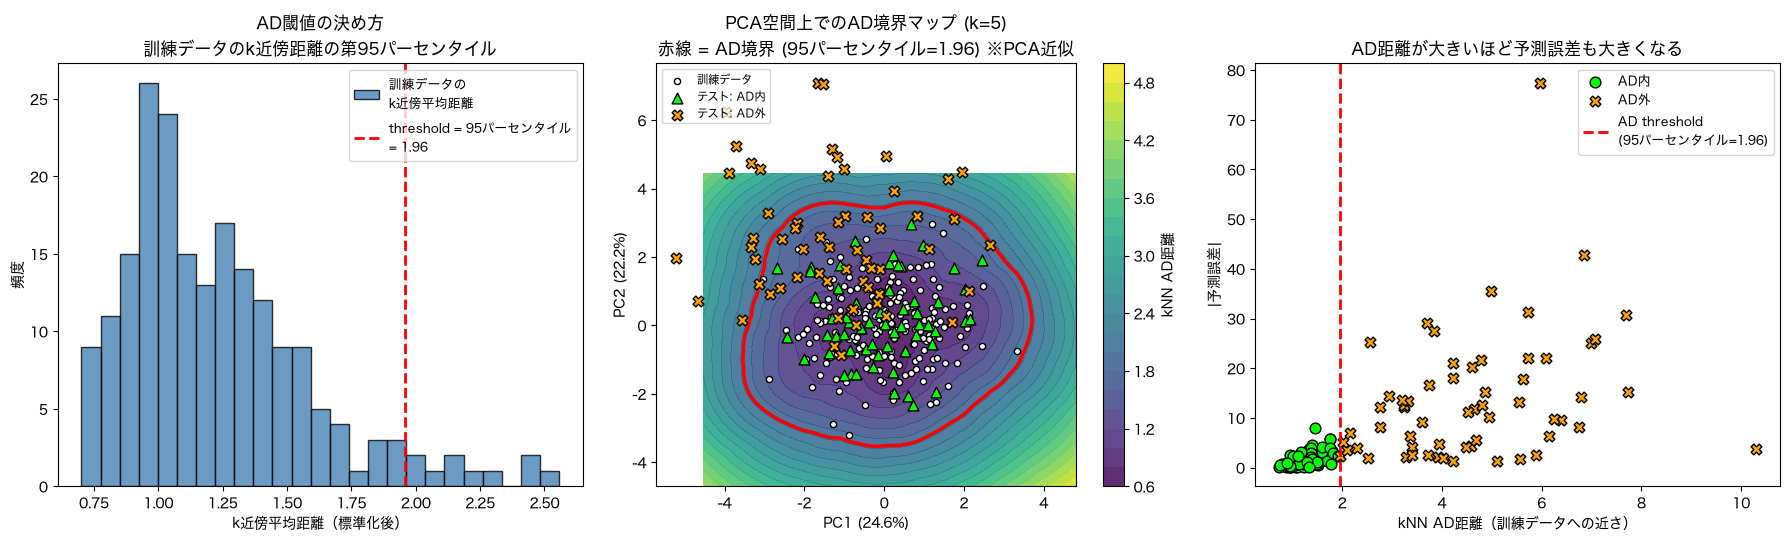 AD閾値の決め方
訓練データのk近傍距離の第95パーセンタイル
訓練データの
k近傍平均距離
threshold = 95パーセンタイル
= 1.96
頻度
25
20
15
10
5
0
0.75
1.00
1.25
1.50
1.75
2.00
2.25
2.50
k近傍平均距離（標準化後）
PCA空間上でのAD境界マップ (k=5)
赤線 = AD境界 (95パーセンタイル=1.96) ※PCA近似
訓練データ
テスト: AD内
テスト: AD外
PC2 (22.2%)
6
4
2
0
-2
-4
-4
-2
0
2
4
PC1 (24.6%)
4.8
4.2
3.6
3.0
2.4
1.8
1.2
0.6
kNN AD距離
AD距離が大きいほど予測誤差も大きくなる
AD内
AD外
AD threshold
(95パーセンタイル=1.96)
|予測誤差|
80
70
60
50
40
30
20
10
0
2
4
6
8
10
kNN AD距離（訓練データへの近さ）